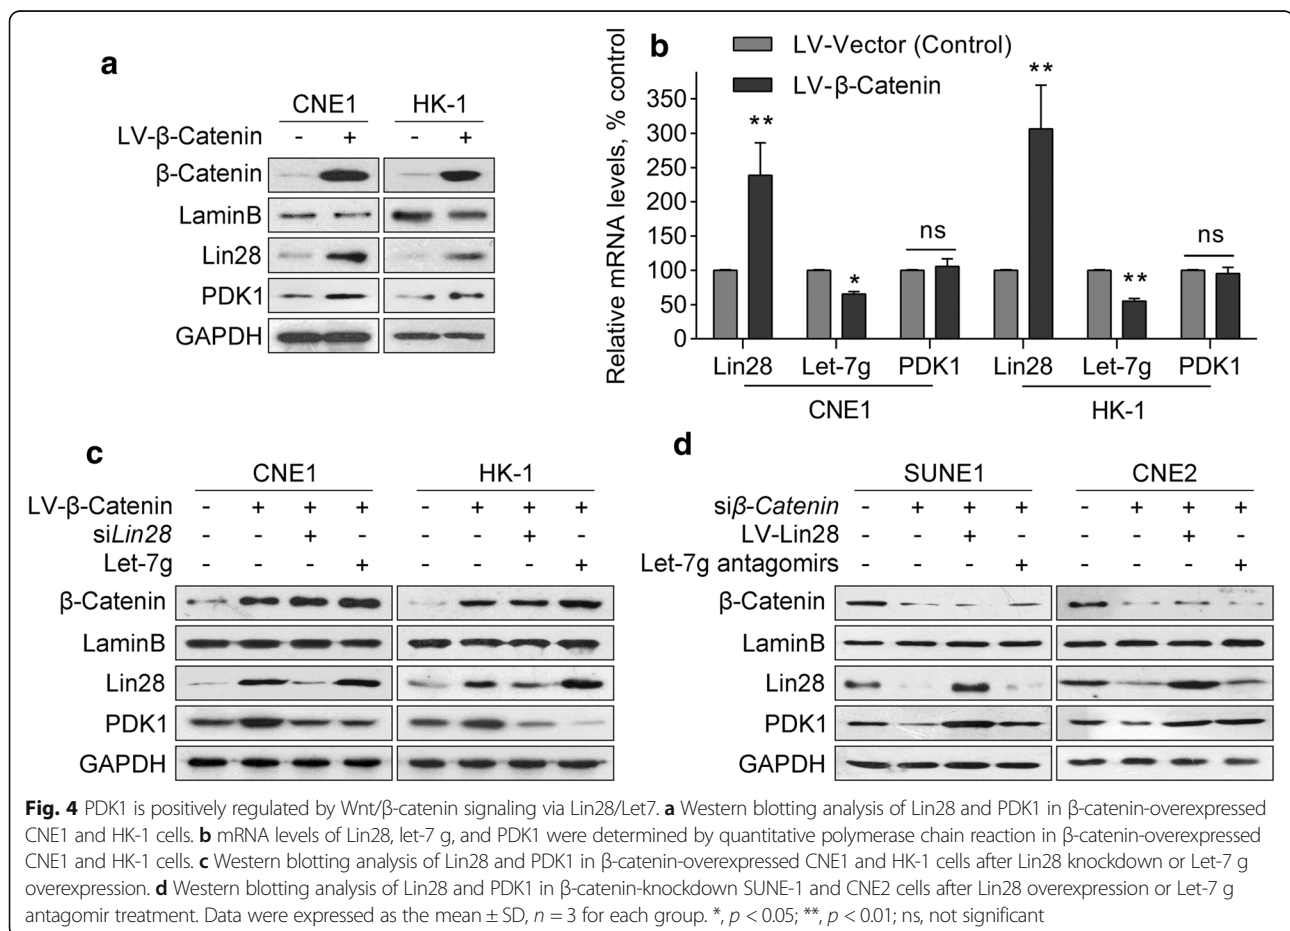 a
CNE1 HK-1
LV-β-Catenin - + - +
β-Catenin
LaminB
Lin28
PDK1
GAPDH
b
LV-Vector (Control)
LV-β-Catenin
Relative mRNA levels, % control
350
300
250
200
150
100
50
0
** * ns ** ** ns
Lin28 Let-7g PDK1 Lin28 Let-7g PDK1
CNE1 HK-1
c
CNE1 HK-1
LV-β-Catenin - + + + - + + +
siLin28 - - + - - - + -
Let-7g - - - + - - - +
β-Catenin
LaminB
Lin28
PDK1
GAPDH
d
SUNE1 CNE2
siβ-Catenin - + + + - + + +
LV-Lin28 - - + - - - + -
Let-7g antagomirs - - - + - - - +
β-Catenin
LaminB
Lin28
PDK1
GAPDH
Fig. 4 PDK1 is positively regulated by Wnt/β-catenin signaling via Lin28/Let7. a Western blotting analysis of Lin28 and PDK1 in β-catenin-overexpressed
CNE1 and HK-1 cells. b mRNA levels of Lin28, let-7 g, and PDK1 were determined by quantitative polymerase chain reaction in β-catenin-overexpressed
CNE1 and HK-1 cells. c Western blotting analysis of Lin28 and PDK1 in β-catenin-overexpressed CNE1 and HK-1 cells after Lin28 knockdown or Let-7 g
overexpression. d Western blotting analysis of Lin28 and PDK1 in β-catenin-knockdown SUNE-1 and CNE2 cells after Lin28 overexpression or Let-7 g
antagomir treatment. Data were expressed as the mean ± SD, n = 3 for each group. *, p < 0.05; **, p < 0.01; ns, not significant